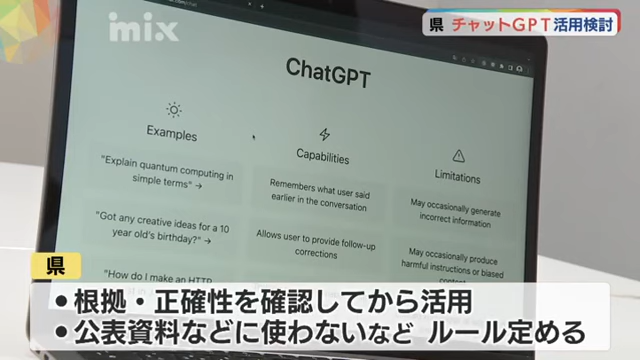 mix
県 チャットGPT活用検討
ChatGPT
Examples
Capabilities
Limitations
"Explain quantum computing in
simple terms" →
Remembers what user said
earlier in the conversation
May occasionally generate
incorrect information
"Got any creative ideas for a 10
year old's birthday?" →
Allows user to provide follow-up
corrections
May occasionally produce
harmful instructions or biased
content
"How do I make an HTTP
県
●根拠・正確性を確認してから活用
●公表資料などに使わないなど ルール定める